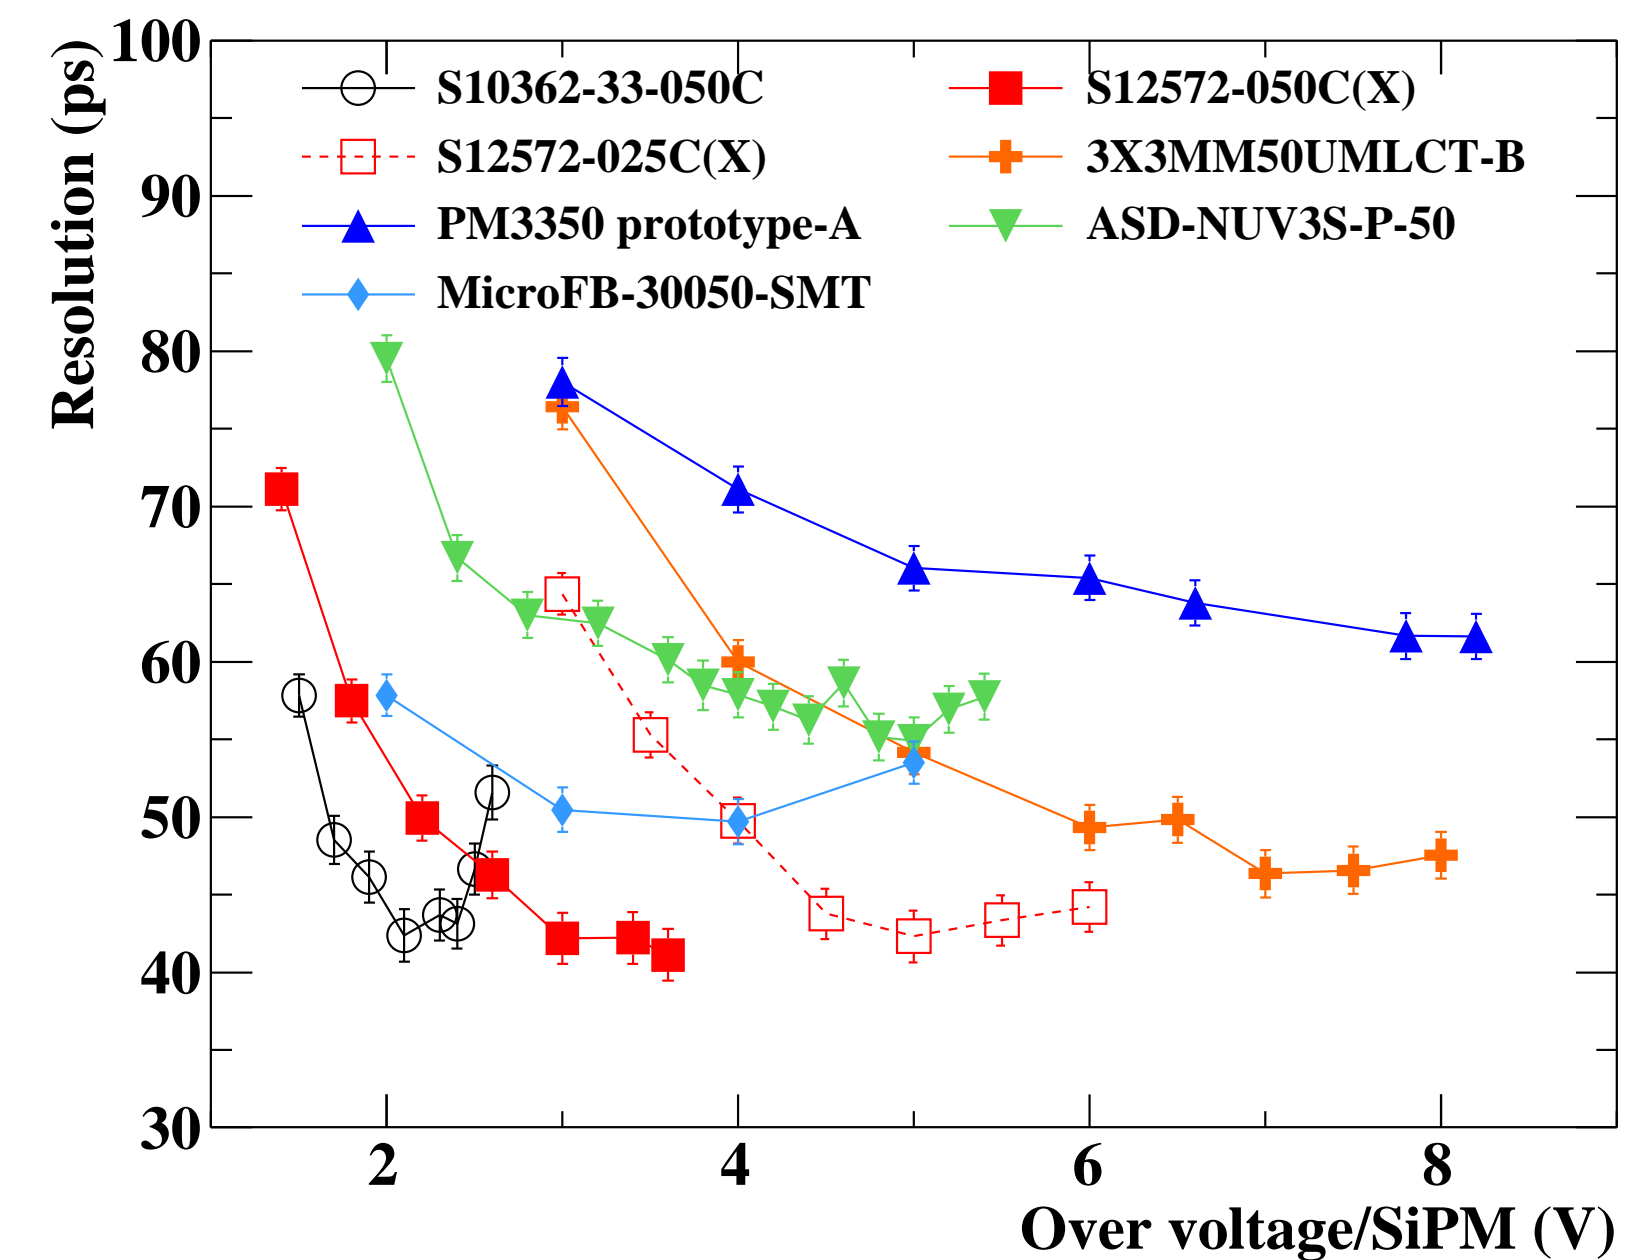 Resolution (ps)
100
90
80
70
60
50
40
30
S10362-33-050C
S12572-050C(X)
S12572-025C(X)
3X3MM50UMLCT-B
PM3350 prototype-A
ASD-NUV3S-P-50
MicroFB-30050-SMT
2 4 6 8
Over voltage/SiPM (V)